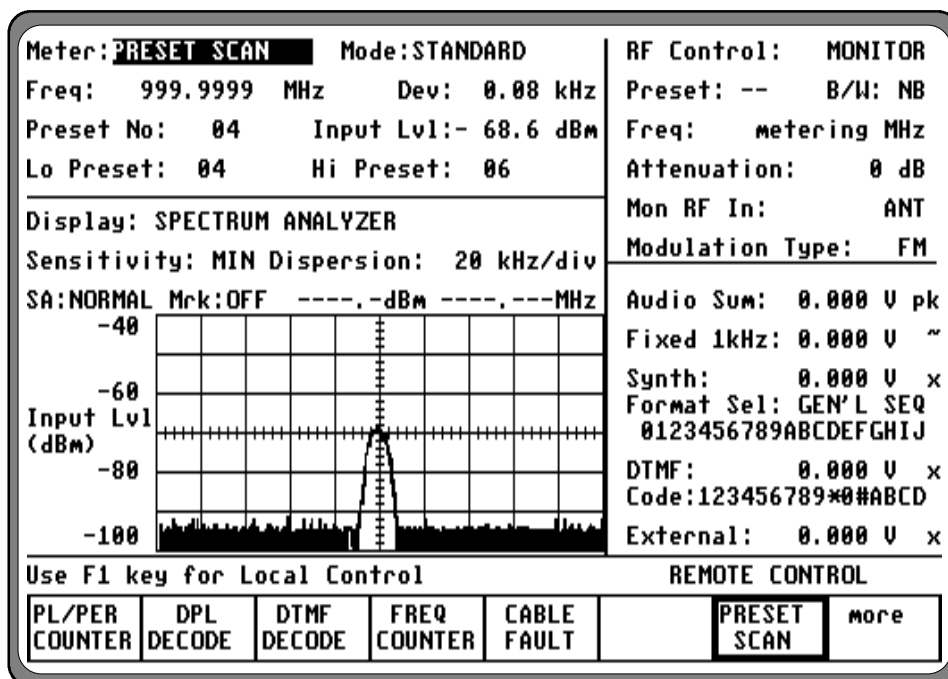 Meter:PRESET SCAN Mode:STANDARD
Freq: 999.9999 MHz Dev: 0.08 kHz
Preset No: 04 Input Lvl:- 68.6 dBm
Lo Preset: 04 Hi Preset: 06
Display: SPECTRUM ANALYZER
Sensitivity: MIN Dispersion: 20 kHz/div
SA:NORMAL Mrk:OFF ----.-dBm ----.---MHz
-40
-60
Input Lvl
(dBm)
-80
-100
RF Control: MONITOR
Preset: -- B/W: NB
Freq: metering MHz
Attenuation: 0 dB
Mon RF In: ANT
Modulation Type: FM
Audio Sum: 0.000 V pk
Fixed 1kHz: 0.000 V ~
Synth: 0.000 V x
Format Sel: GEN'L SEQ
0123456789ABCDEFGHIJ
DTMF: 0.000 V x
Code:123456789*0#ABCD
External: 0.000 V x
Use F1 key for Local Control REMOTE CONTROL
PL/PER COUNTER
DPL DECODE
DTMF DECODE
FREQ COUNTER
CABLE FAULT
PRESET SCAN
more